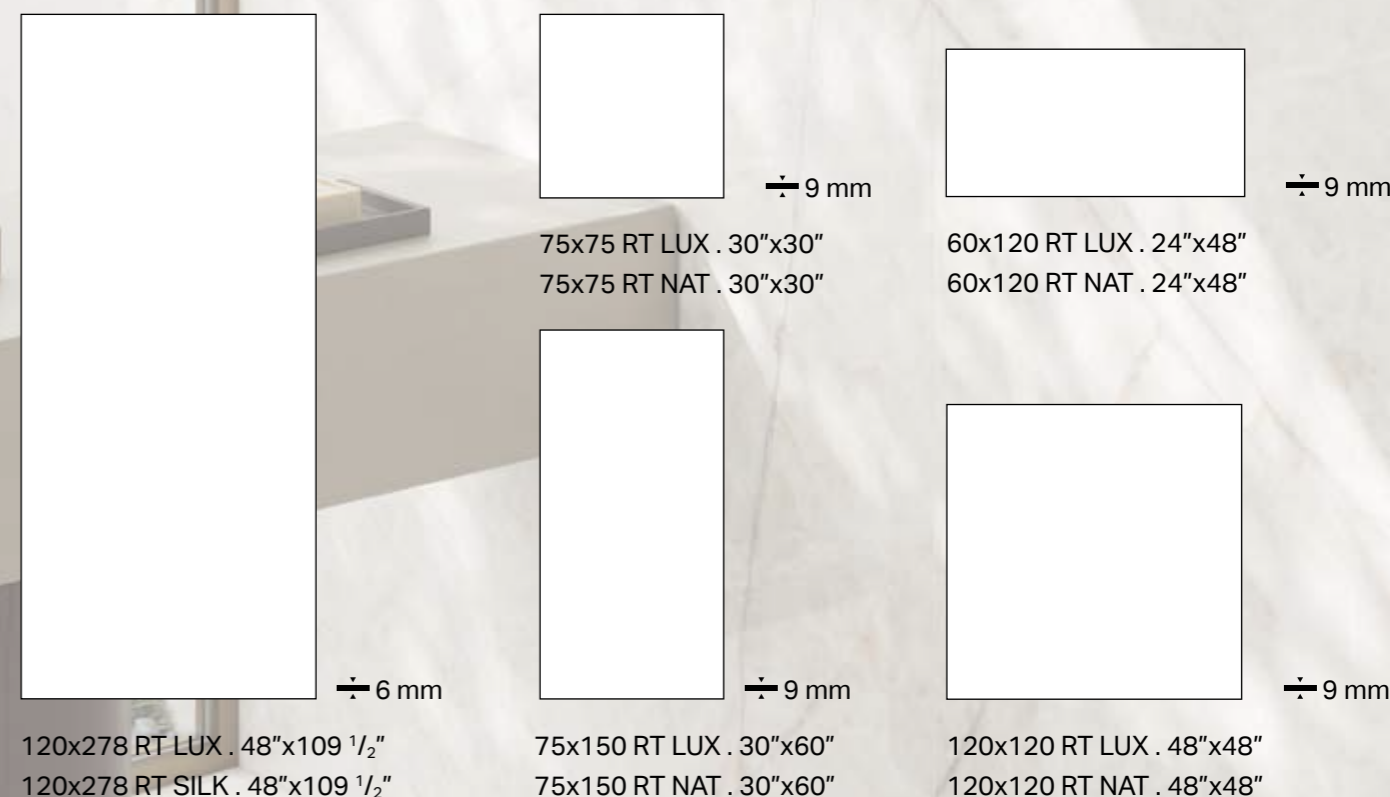 9 mm
75x75 RT LUX . 30″x30″
75x75 RT NAT . 30″x30″
9 mm
60x120 RT LUX . 24″x48″
60x120 RT NAT . 24″x48″
6 mm
120x278 RT LUX . 48″x109 1/2″
120x278 RT SILK . 48″x109 1/2″
9 mm
75x150 RT LUX . 30″x60″
75x150 RT NAT . 30″x60″
9 mm
120x120 RT LUX . 48″x48″
120x120 RT NAT . 48″x48″